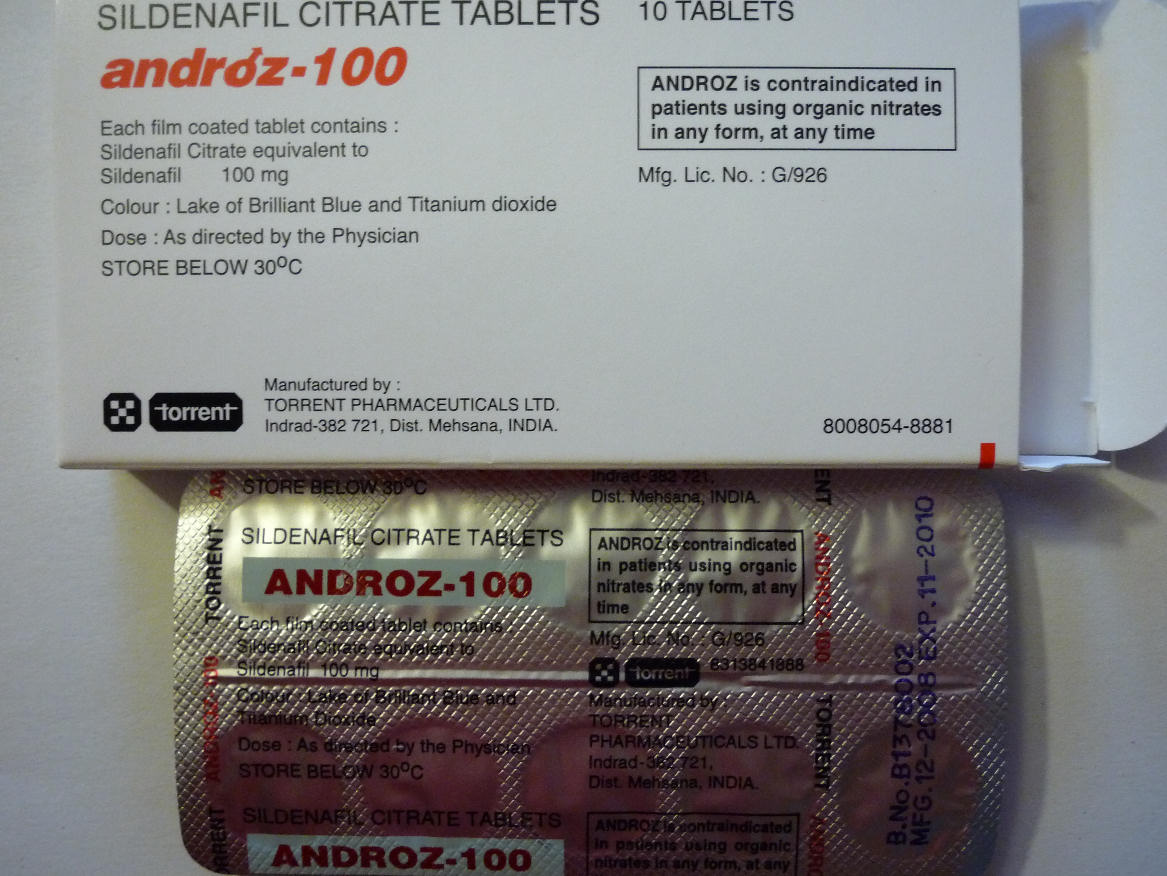 SILDENAFIL CITRATE TABLETS
10 TABLETS
androz-100
ANDROZ is contraindicated in
patients using organic nitrates
in any form, at any time
Each film coated tablet contains :
Sildenafil Citrate equivalent to
Sildenafil 100 mg
Mfg. Lic. No. : G/926
Colour : Lake of Brilliant Blue and Titanium dioxide
Dose : As directed by the Physician
STORE BELOW 30ºC
torrent
Manufactured by :
TORRENT PHARMACEUTICALS LTD.
Indrad-382 721, Dist. Mehsana, INDIA.
8008054-8881
STORE BELOW 30ºC
Indrad-382 721,
Dist. Mehsana, INDIA.
SILDENAFIL CITRATE TABLETS
ANDROZ-100
Each film coated tablet contains :
Sildenafil Citrate equivalent to
Sildenafil 100 mg
Colour : Lake of Brilliant Blue and
Titanium Dioxide
Dose : As directed by the Physician
STORE BELOW 30ºC
ANDROZ is contraindicated
in patients using organic
nitrates in any form, at any
time
Mfg. Lic. No. : G/926
torrent
8313841888
Manufactured by :
TORRENT
PHARMACEUTICALS LTD.
Indrad-382 721,
Dist. Mehsana, INDIA.
SILDENAFIL CITRATE TABLETS
ANDROZ-100
ANDROZ is contraindicated
in patients using organic
nitrates in any form, at any
TORRENT
ANDROZ-100
TORRENT
ANDROZ-100
TORRENT
B.No.B1378002
MFG.12-2008 EXP.11-2010